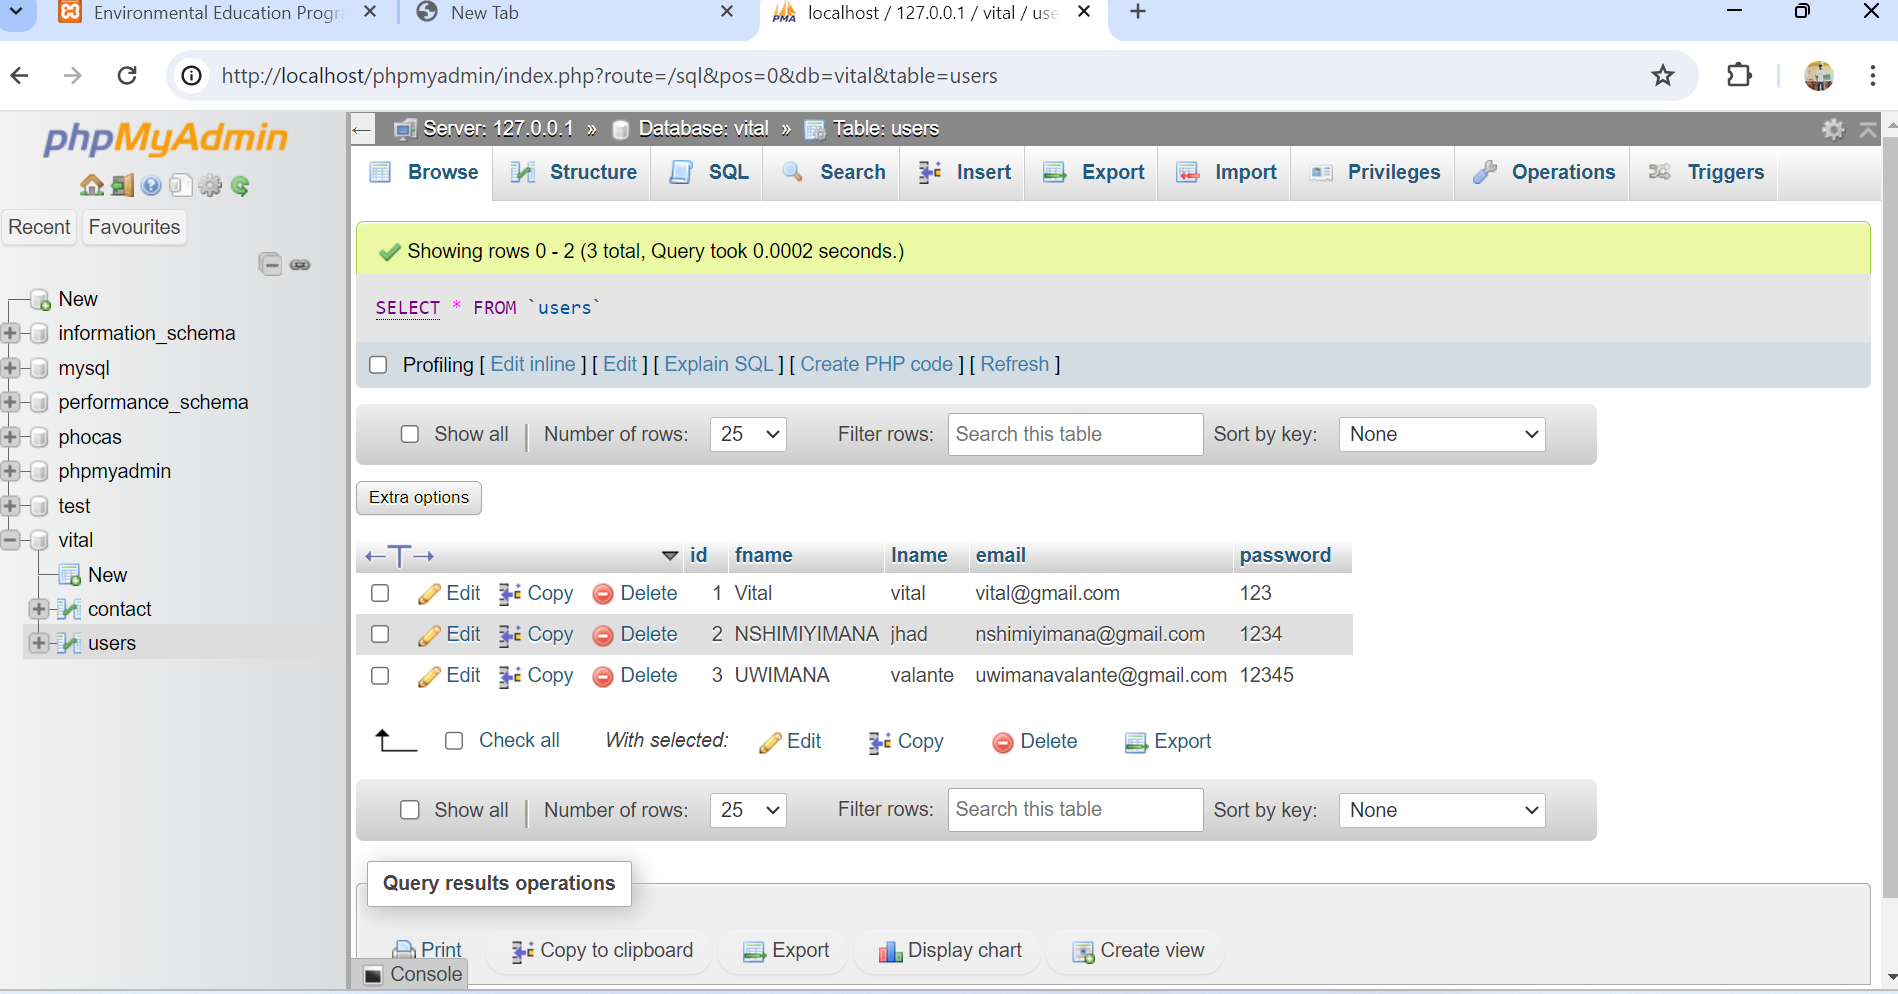 Environmental Education Progra
New Tab
localhost / 127.0.0.1 / vital / use
http://localhost/phpmyadmin/index.php?route=/sql&pos=0&db=vital&table=users
phpMyAdmin
Recent Favourites
New
information_schema
mysql
performance_schema
phocas
phpmyadmin
test
vital
New
contact
users
Server: 127.0.0.1 » Database: vital » Table: users
Browse Structure SQL Search Insert Export Import Privileges Operations Triggers
Showing rows 0 - 2 (3 total, Query took 0.0002 seconds.)
SELECT * FROM `users`
Profiling [ Edit inline ] [ Edit ] [ Explain SQL ] [ Create PHP code ] [ Refresh ]
Show all | Number of rows: 25 Filter rows: Search this table Sort by key: None
Extra options
←T→ id fname lname email password
Edit Copy Delete 1 Vital vital vital@gmail.com 123
Edit Copy Delete 2 NSHIMIYIMANA jhad nshimiyimana@gmail.com 1234
Edit Copy Delete 3 UWIMANA valante uwimanavalante@gmail.com 12345
Check all With selected: Edit Copy Delete Export
Show all | Number of rows: 25 Filter rows: Search this table Sort by key: None
Query results operations
Print Copy to clipboard Export Display chart Create view
Console